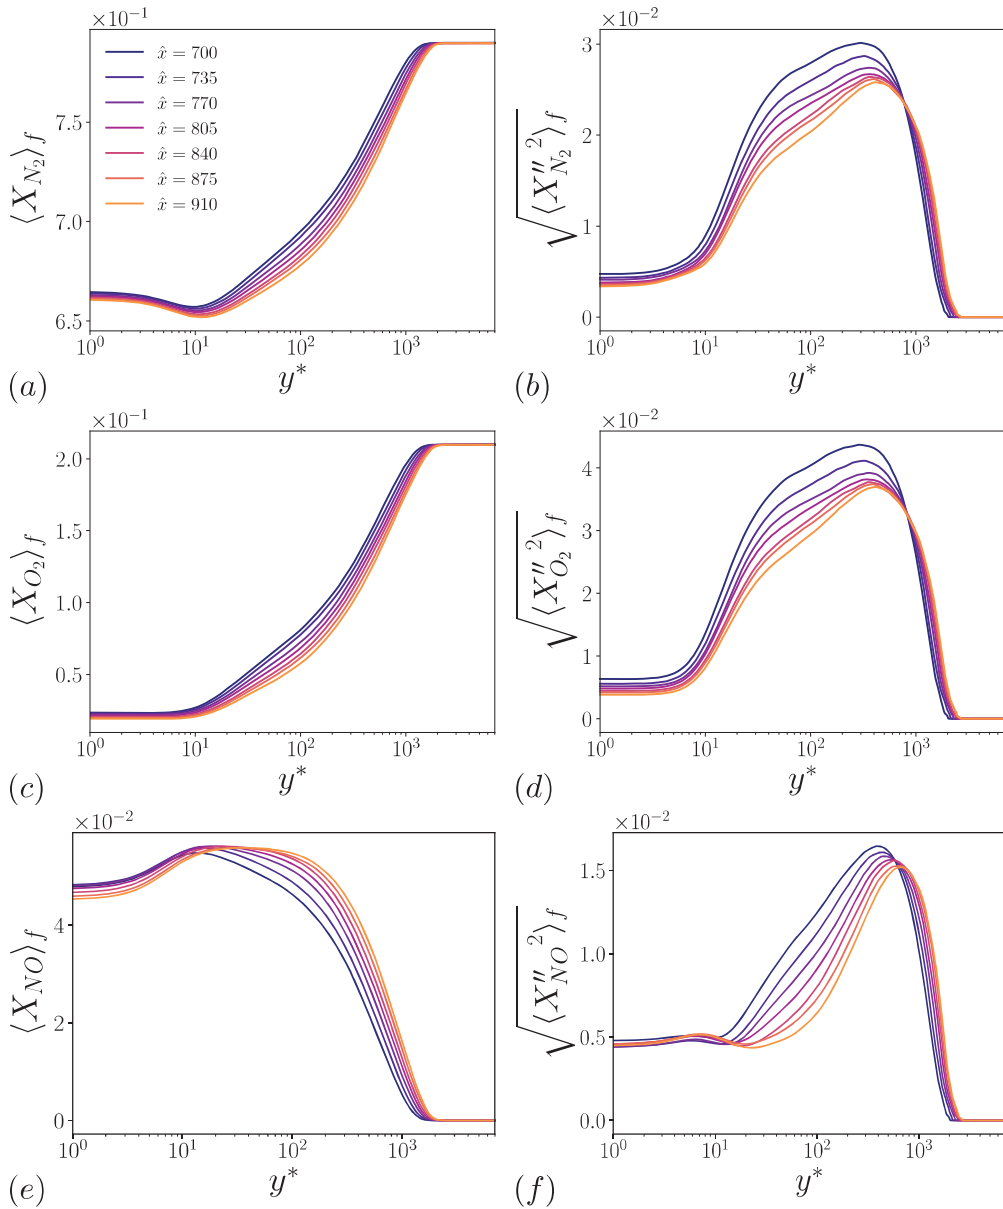 ×10⁻¹
⟨X_{N₂}⟩_f
7.5
7.0
6.5
x̂ = 700
x̂ = 735
x̂ = 770
x̂ = 805
x̂ = 840
x̂ = 875
x̂ = 910
10⁰ 10¹ 10² 10³
y*
(a)
×10⁻²
√⟨X″_{N₂}²⟩_f
3
2
1
0
10⁰ 10¹ 10² 10³
y*
(b)
×10⁻¹
⟨X_{O₂}⟩_f
2.0
1.0
0.5
10⁰ 10¹ 10² 10³
y*
(c)
×10⁻²
√⟨X″_{O₂}²⟩_f
4
3
2
1
0
10⁰ 10¹ 10² 10³
y*
(d)
×10⁻²
⟨X_{NO}⟩_f
4
2
0
10⁰ 10¹ 10² 10³
y*
(e)
×10⁻²
√⟨X″_{NO}²⟩_f
1.5
1.0
0.5
0.0
10⁰ 10¹ 10² 10³
y*
(f)